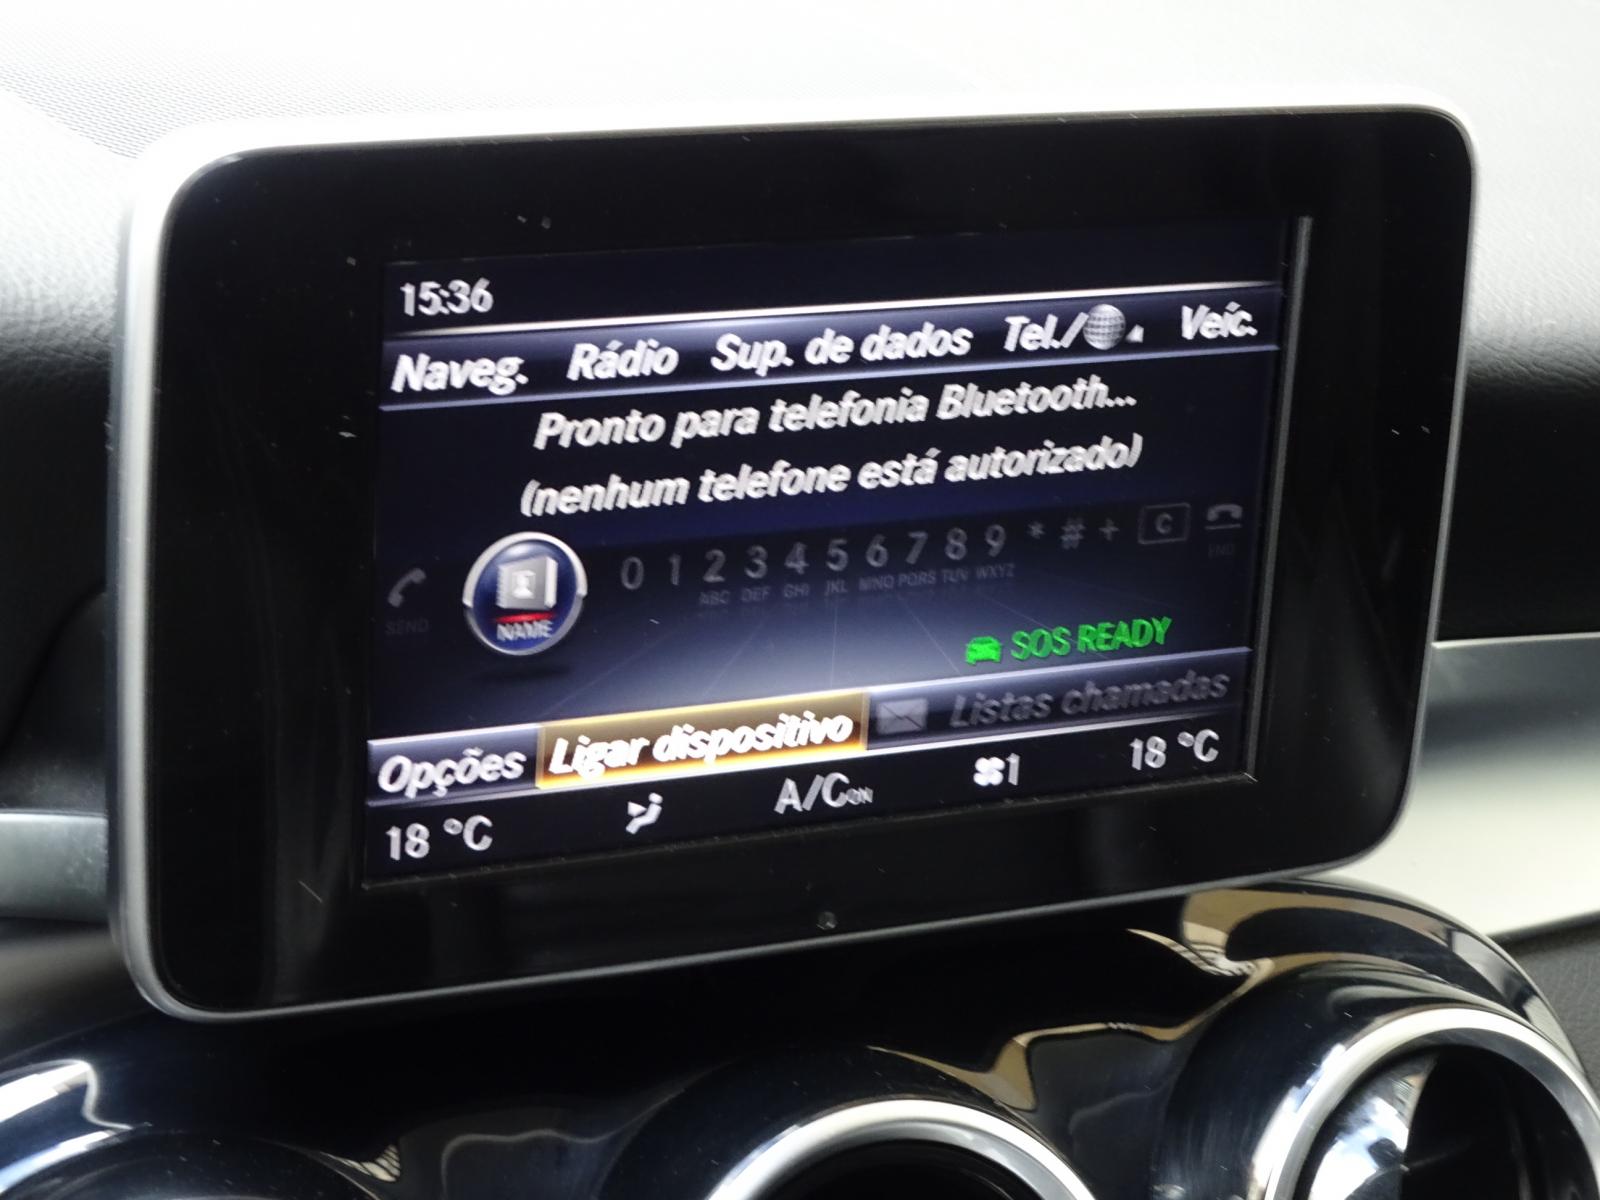 15:36
Naveg. Rádio Sup. de dados Tel./ Veíc.
Pronto para telefonia Bluetooth...
(nenhum telefone está autorizado)
0 1 2 3 4 5 6 7 8 9 * # + C
SEND NAME ABC DEF GHI JKL MNO PQRS TUV WXYZ END
SOS READY
Opções Ligar dispositivo Listas chamadas
18 °C A/C ON 1 18 °C